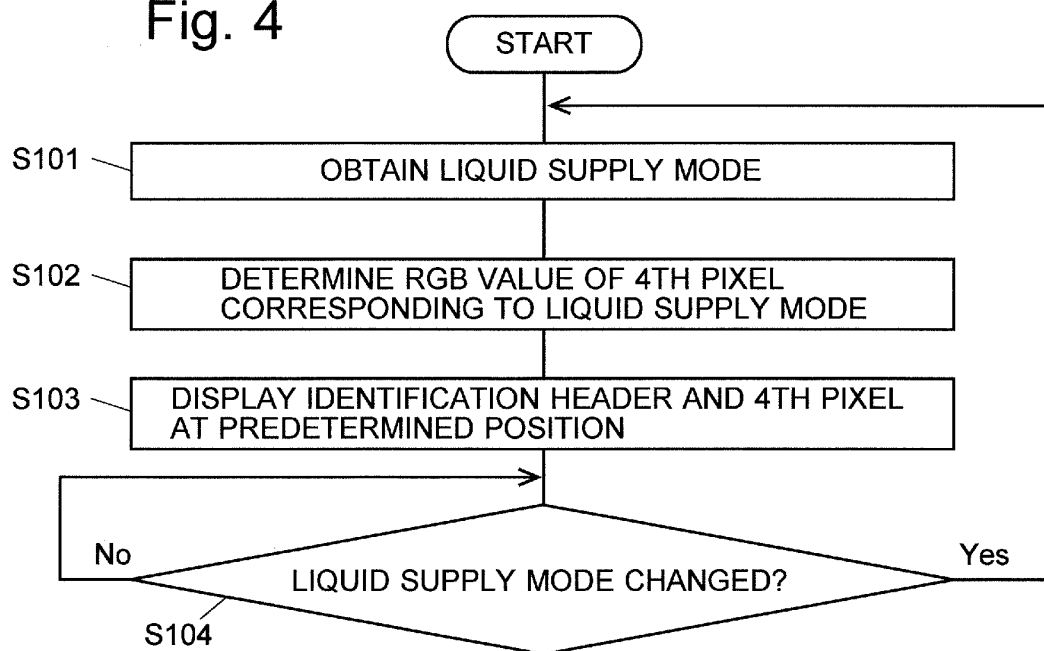 Fig. 4
START
S101
OBTAIN LIQUID SUPPLY MODE
S102
DETERMINE RGB VALUE OF 4TH PIXEL
CORRESPONDING TO LIQUID SUPPLY MODE
S103
DISPLAY IDENTIFICATION HEADER AND 4TH PIXEL
AT PREDETERMINED POSITION
No
Yes
LIQUID SUPPLY MODE CHANGED?
S104